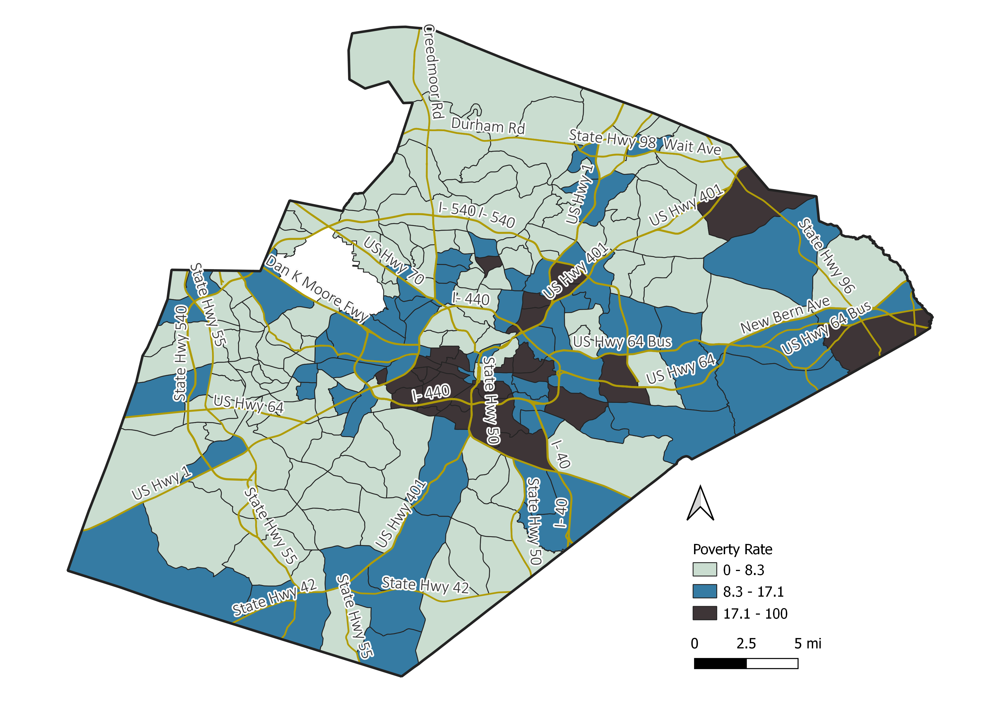 Creedmoor Rd
Durham Rd
State Hwy 98
Wait Ave
US Hwy 1
US Hwy 401
I- 540
I- 540
State Hwy 96
US Hwy 70
US Hwy 401
Dan K Moore Fwy
State Hwy 55
I- 440
State Hwy 540
New Bern Ave
US Hwy 64 Bus
US Hwy 64 Bus
State Hwy 50
US Hwy 64
I- 440
US Hwy 64
I- 40
US Hwy 1
State Hwy 55
US Hwy 401
State Hwy 50
I- 40
State Hwy 42
State Hwy 42
State Hwy 55
Poverty Rate
0 - 8.3
8.3 - 17.1
17.1 - 100
0 2.5 5 mi